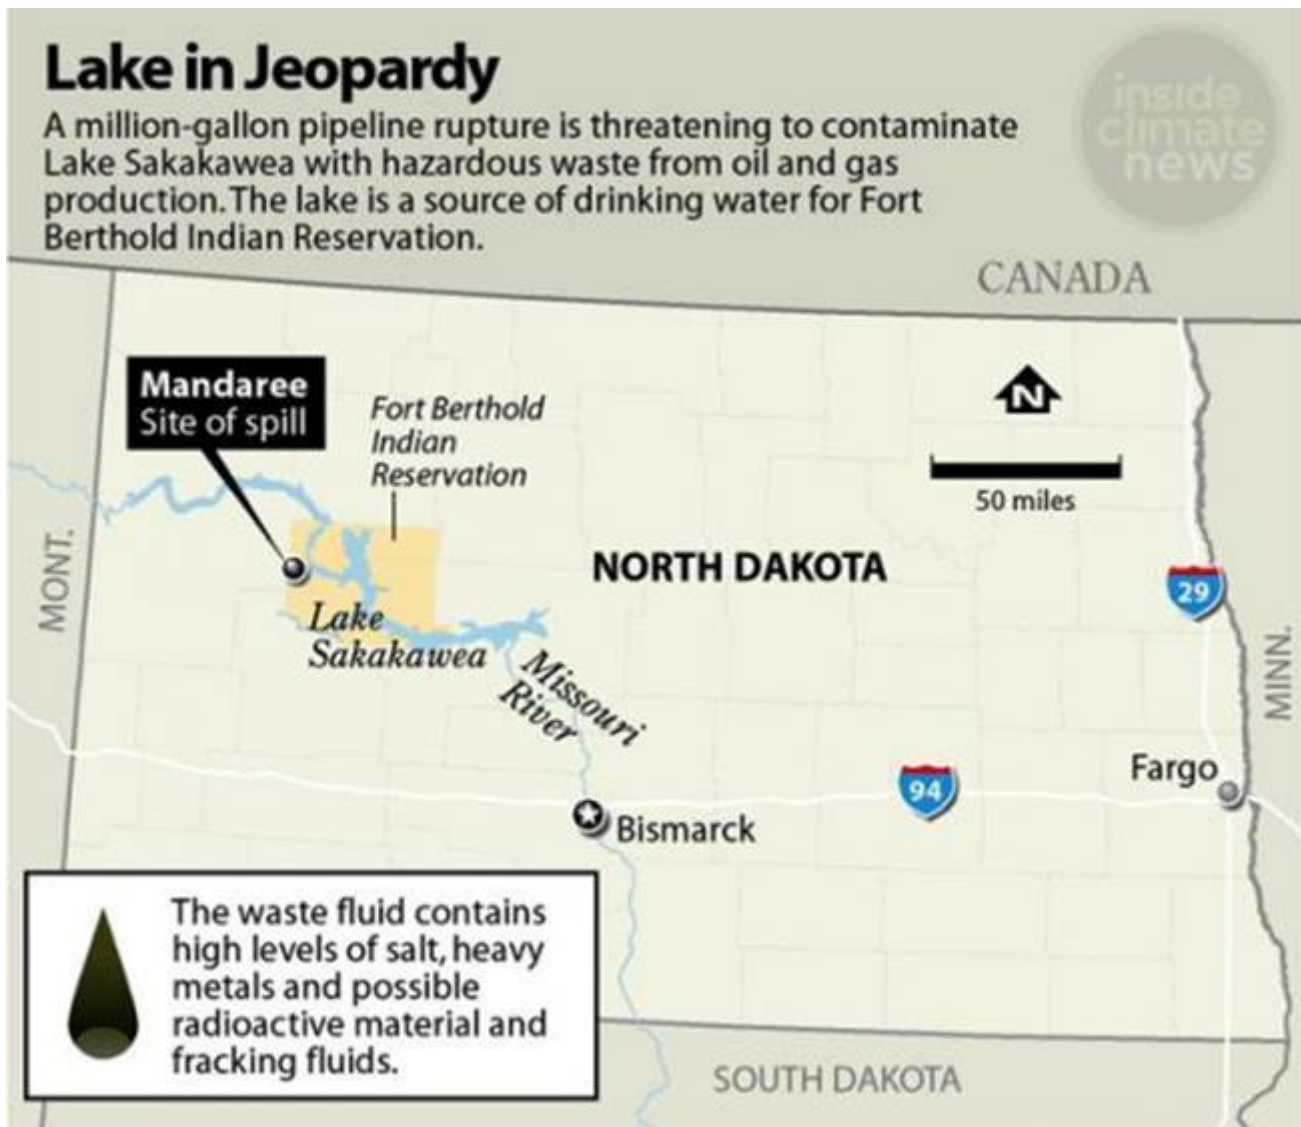 Lake in Jeopardy
A million-gallon pipeline rupture is threatening to contaminate
Lake Sakakawea with hazardous waste from oil and gas
production. The lake is a source of drinking water for Fort
Berthold Indian Reservation.
inside
climate
news
CANADA
Mandaree
Site of spill
Fort Berthold
Indian
Reservation
N
50 miles
MONT.
NORTH DAKOTA
29
Lake
Sakakawea
Missouri
River
MINN.
Fargo
94
Bismarck
The waste fluid contains
high levels of salt, heavy
metals and possible
radioactive material and
fracking fluids.
SOUTH DAKOTA